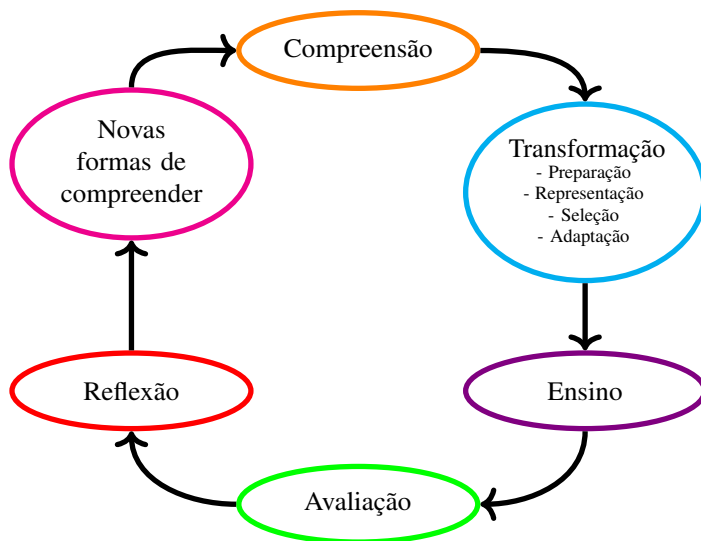 Compreensão
Transformação
- Preparação
- Representação
- Seleção
- Adaptação
Ensino
Avaliação
Reflexão
Novas
formas de
compreender